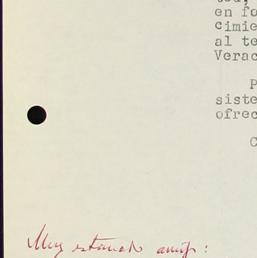 en fo
cimie
al te
Verac
P
siste
ofrec
C
Muy estimado amigo: